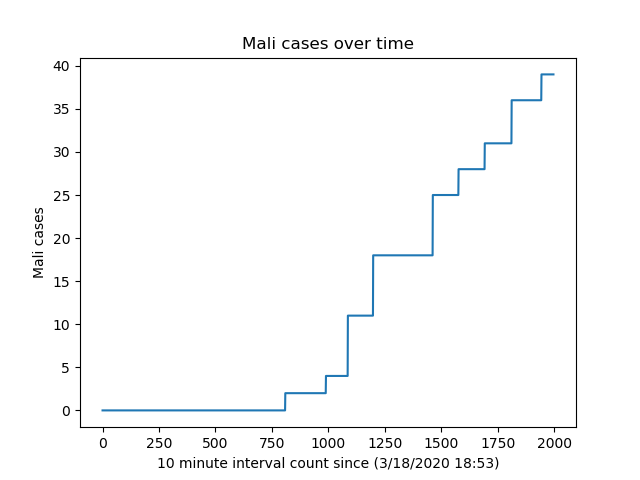 Mali cases over time
40
35
30
25
20
15
10
5
0
Mali cases
0 250 500 750 1000 1250 1500 1750 2000
10 minute interval count since (3/18/2020 18:53)